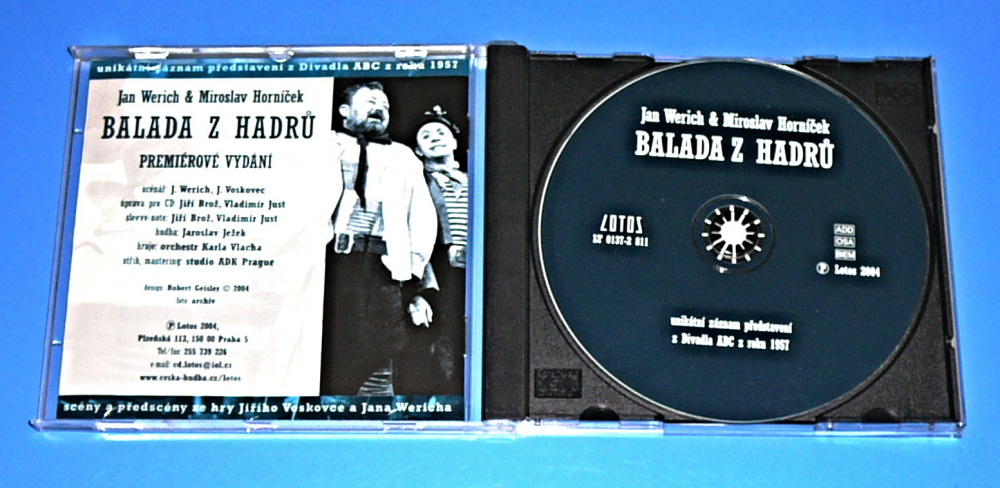 unikátní záznam představení z Divadla ABC z roku 1957
Jan Werich & Miroslav Horníček
BALADA Z HADRŮ
PREMIÉROVÉ VYDÁNÍ
scénář J. Werich, J. Voskovec
úprava pro CD Jiří Brož, Vladimír Just
sleeve-note: Jiří Brož, Vladimír Just
hudba: Jaroslav Ježek
hraje: orchestr Karla Vlacha
střih, mastering: studio ADK Prague
design: Robert Geisler © 2004
foto: archiv
Ⓟ Lotos 2004,
Plzeňská 113, 150 00 Praha 5
Tel/fax: 255 739 226
e-mail: cd.lotos@iol.cz
www.ceska-hudba.cz/lotos
scény a předscény ze hry Jiřího Voskovce a Jana Wericha
Jan Werich & Miroslav Horníček
BALADA Z HADRŮ
LOTOS
LT 0137-2 811
ADD
OSA
BIEM
Ⓟ Lotos 2004
unikátní záznam představení
z Divadla ABC z roku 1957